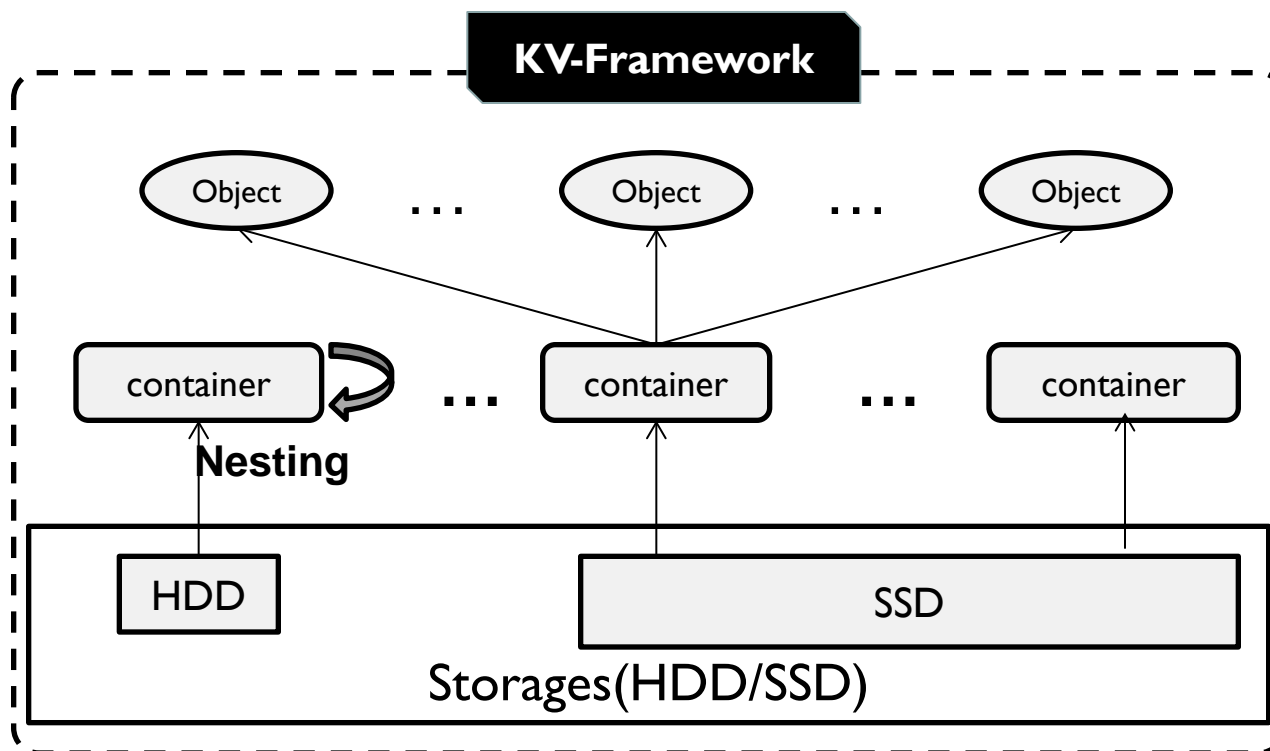 KV-Framework
Object ... Object ... Object
container ... container ... container
Nesting
HDD SSD
Storages(HDD/SSD)